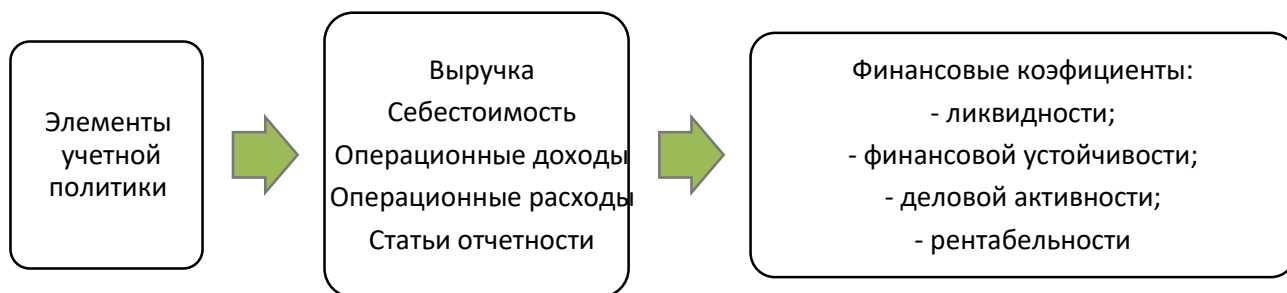 Элементы
учетной
политики
Выручка
Себестоимость
Операционные доходы
Операционные расходы
Статьи отчетности
Финансовые коэфициенты:
- ликвидности;
- финансовой устойчивости;
- деловой активности;
- рентабельности